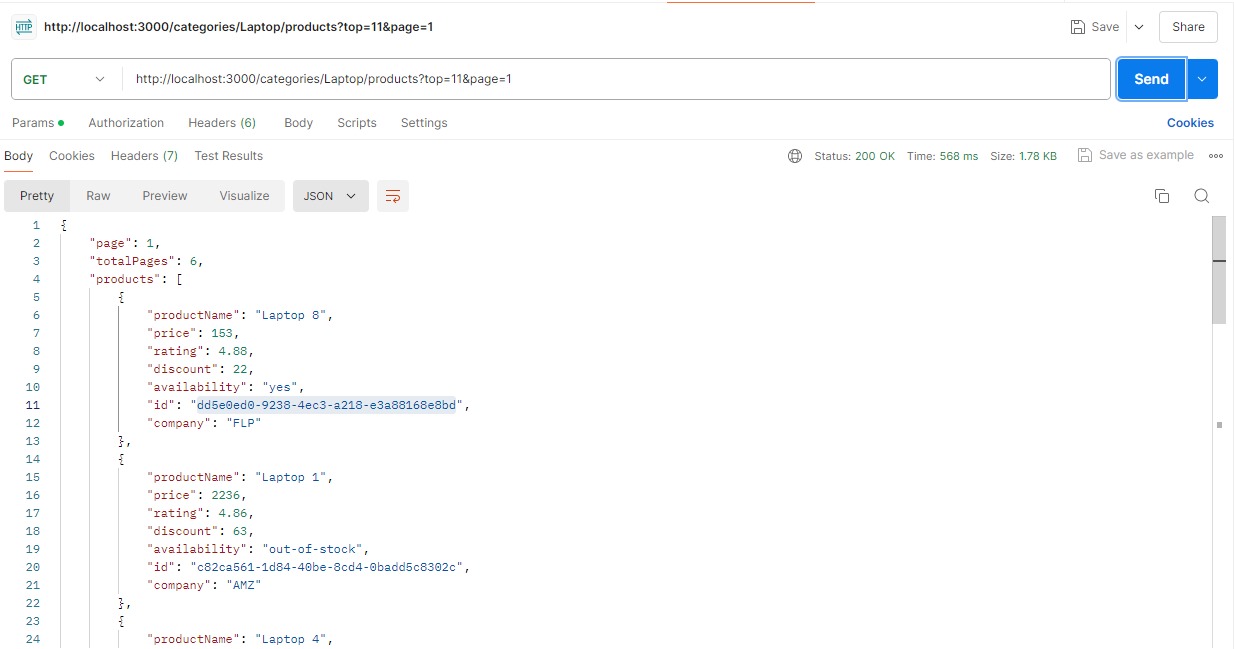 HTTP http://localhost:3000/categories/Laptop/products?top=11&page=1 Save Share
GET http://localhost:3000/categories/Laptop/products?top=11&page=1 Send
Params Authorization Headers (6) Body Scripts Settings Cookies
Body Cookies Headers (7) Test Results Status: 200 OK Time: 568 ms Size: 1.78 KB Save as example
Pretty Raw Preview Visualize JSON
1 {
2 "page": 1,
3 "totalPages": 6,
4 "products": [
5 {
6 "productName": "Laptop 8",
7 "price": 153,
8 "rating": 4.88,
9 "discount": 22,
10 "availability": "yes",
11 "id": "dd5e0ed0-9238-4ec3-a218-e3a88168e8bd",
12 "company": "FLP"
13 },
14 {
15 "productName": "Laptop 1",
16 "price": 2236,
17 "rating": 4.86,
18 "discount": 63,
19 "availability": "out-of-stock",
20 "id": "c82ca561-1d84-40be-8cd4-0badd5c8302c",
21 "company": "AMZ"
22 },
23 {
24 "productName": "Laptop 4",